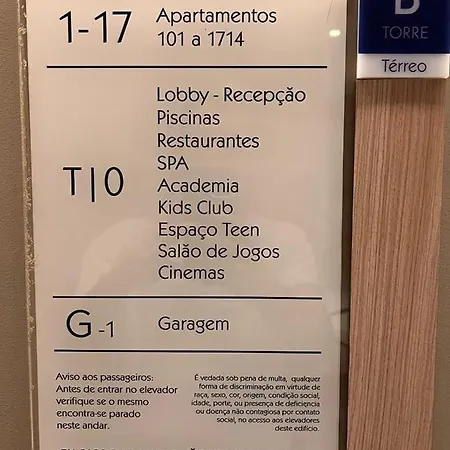 1-17
Apartamentos
101 a 1714
T|0
Lobby - Recepção
Piscinas
Restaurantes
SPA
Academia
Kids Club
Espaço Teen
Salão de Jogos
Cinemas
G -1
Garagem
Aviso aos passageiros:
Antes de entrar no elevador
verifique se o mesmo
encontra-se parado
neste andar.
É vedada sob pena de multa, qualquer
forma de discriminação em virtude de
raça, sexo, cor, origem, condição social,
idade, porte, ou presença de deficiencia
ou doença não contagiosa por contato
social, no acesso aos elevadores
deste edifício.
TORRE
Térreo